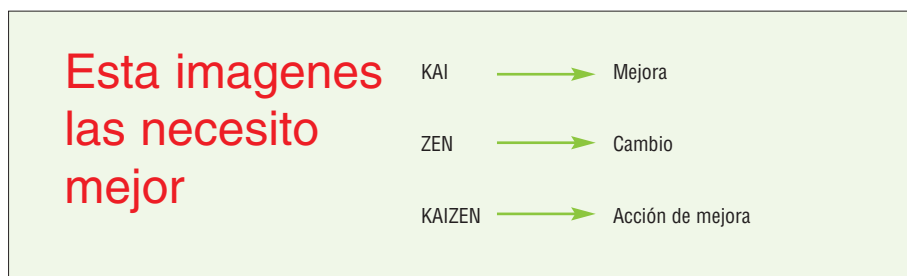 Esta imagenes
las necesito
mejor
KAI Mejora
ZEN Cambio
KAIZEN Acción de mejora